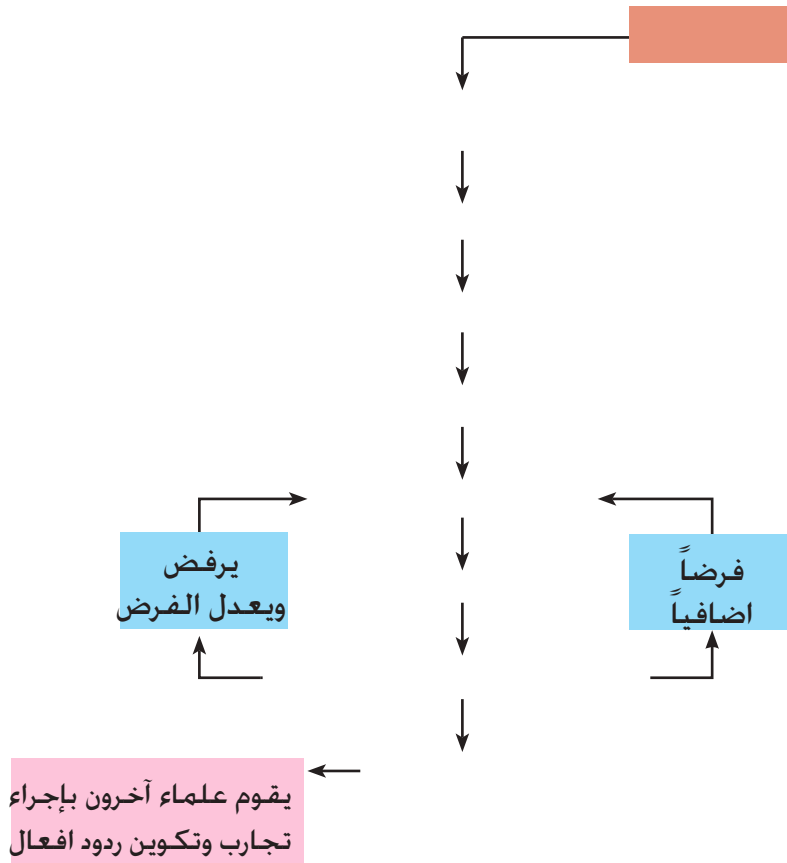 فرضاً
اضافياً
يرفض
ويعدل الفرض
يقوم علماء آخرون بإجراء
تجارب وتكوين ردود افعال